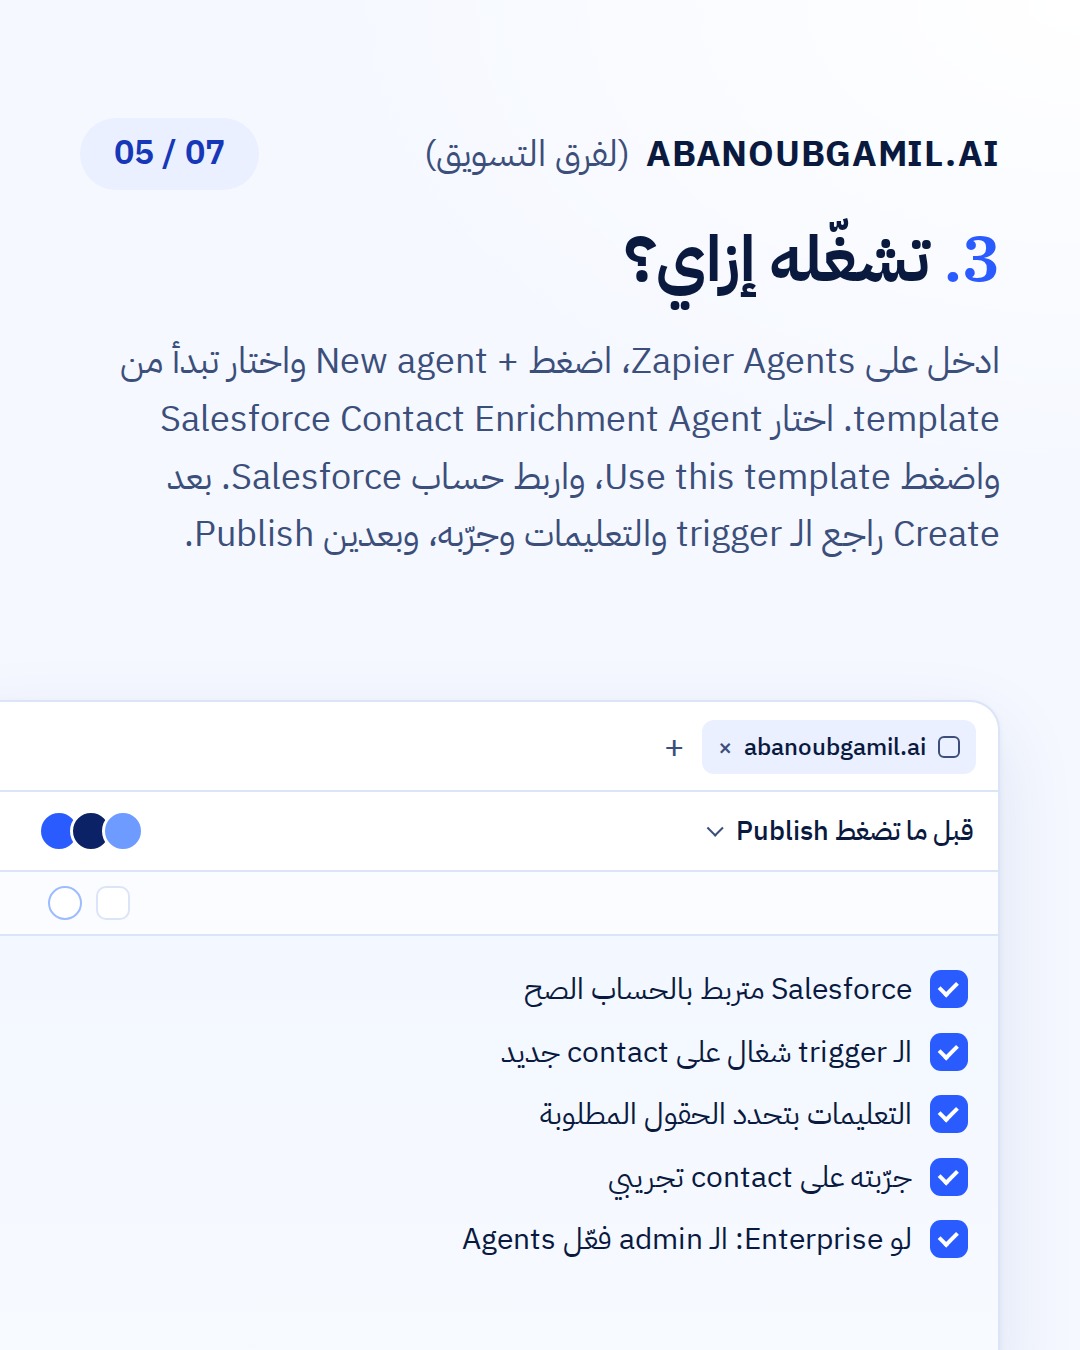 ABANOUBGAMIL.AI (لفرق التسويق)
05 / 07
3. تشغّله إزاي؟
ادخل على Zapier Agents، اضغط + New agent واختار تبدأ من
template. اختار Salesforce Contact Enrichment Agent
واضغط Use this template، واربط حساب Salesforce. بعد
Create راجع الـ trigger والتعليمات وجرّبه، وبعدين Publish.
abanoubgamil.ai × +
قبل ما تضغط Publish
Salesforce متربط بالحساب الصح
الـ trigger شغال على contact جديد
التعليمات بتحدد الحقول المطلوبة
جرّبته على contact تجريبي
لو Enterprise: الـ admin فعّل Agents